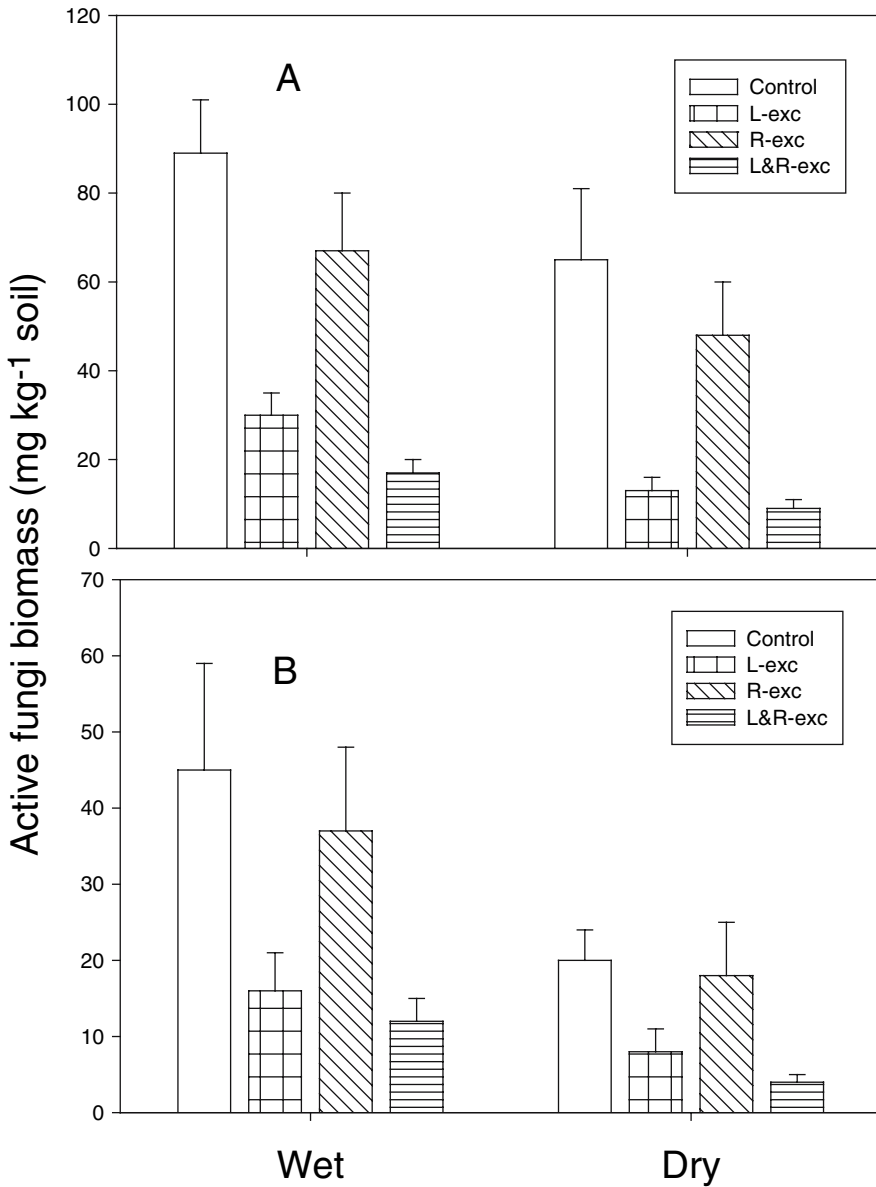 Active fungi biomass (mg kg-1 soil)
120
100
80
60
40
20
0
A
Control
L-exc
R-exc
L&R-exc
70
60
50
40
30
20
10
0
B
Control
L-exc
R-exc
L&R-exc
Wet Dry